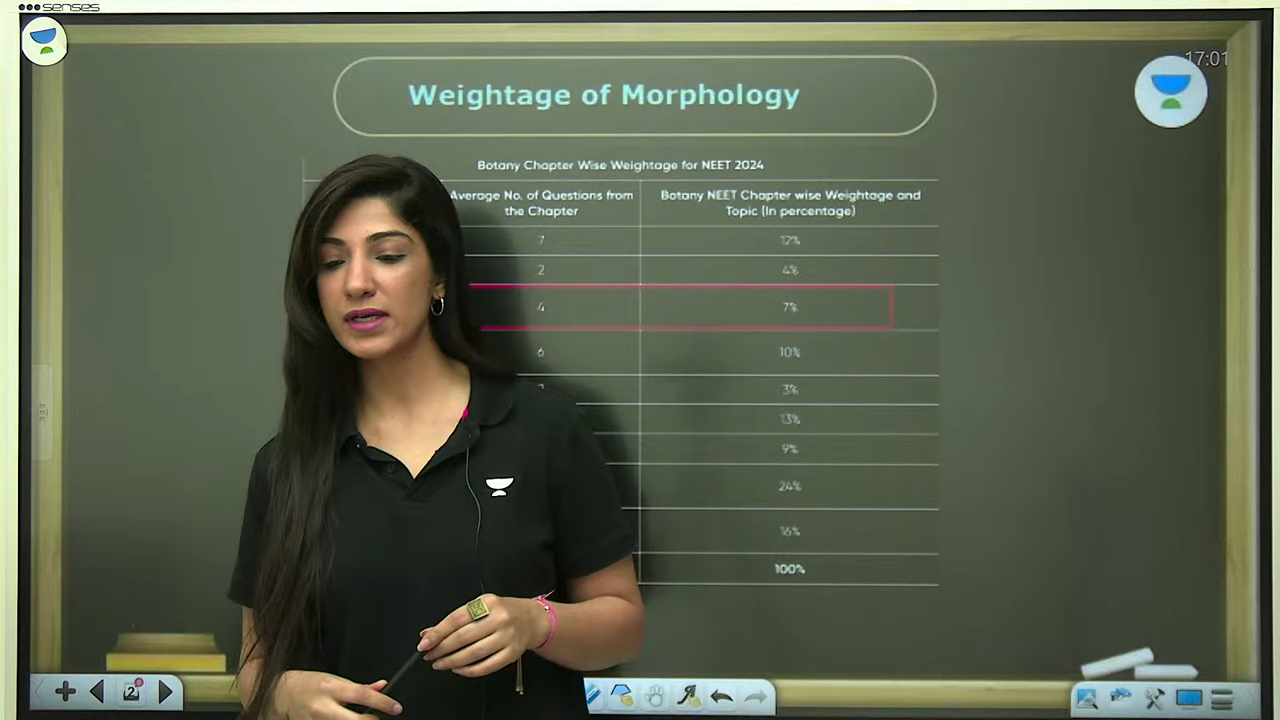 senses
17:01
Weightage of Morphology
Botany Chapter Wise Weightage for NEET 2024
Average No. of Questions from the Chapter
Botany NEET Chapter wise Weightage and Topic (In percentage)
7 12%
2 4%
4 7%
6 10%
3%
13%
9%
24%
16%
100%
2